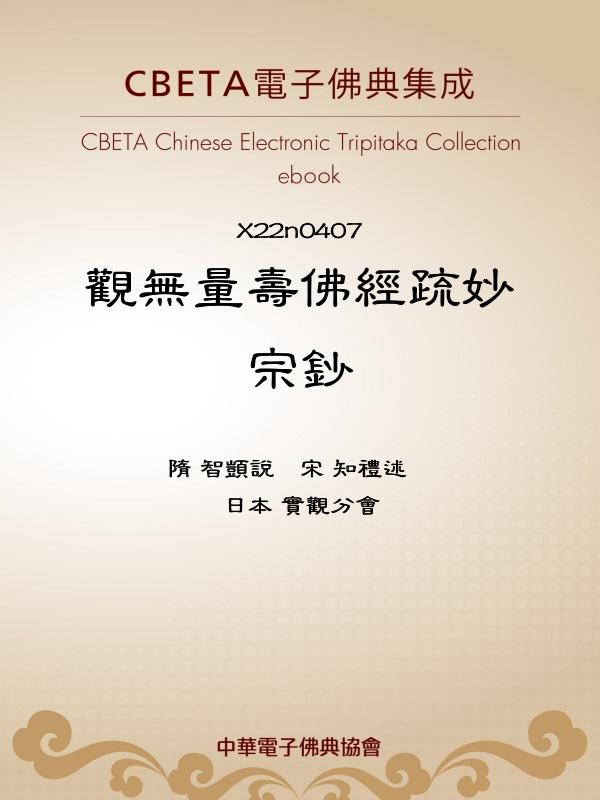 CBETA電子佛典集成
CBETA Chinese Electronic Tripitaka Collection
ebook
X22n0407
觀無量壽佛經疏妙
宗鈔
隋 智顗說　宋 知禮述
日本 實觀分會
中華電子佛典協會